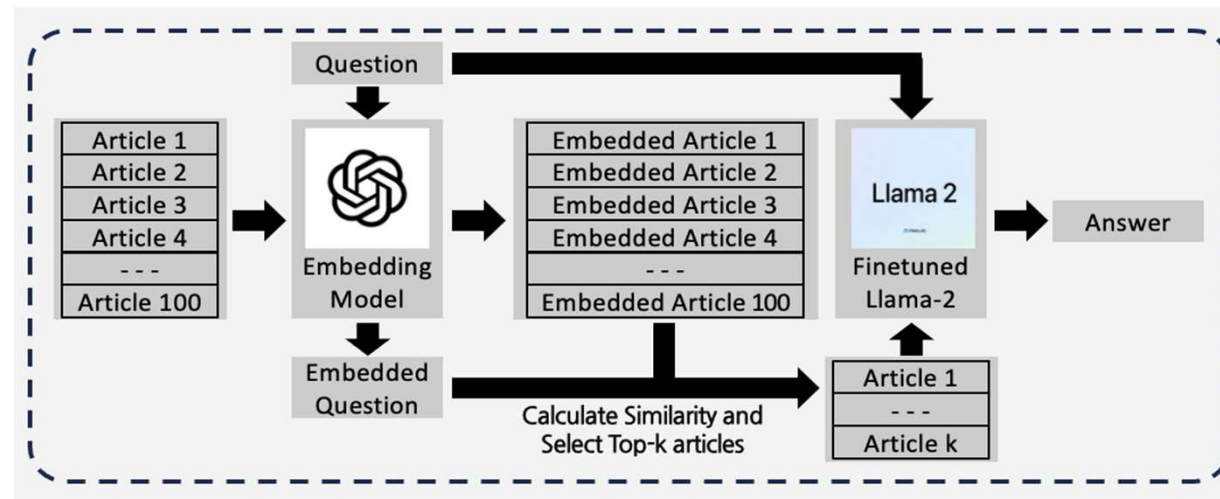 Question
Article 1
Article 2
Article 3
Article 4
- - -
Article 100
Embedding
Model
Embedded Article 1
Embedded Article 2
Embedded Article 3
Embedded Article 4
- - -
Embedded Article 100
Llama 2
Finetuned
Llama-2
Answer
Embedded
Question
Calculate Similarity and
Select Top-k articles
Article 1
- - -
Article k